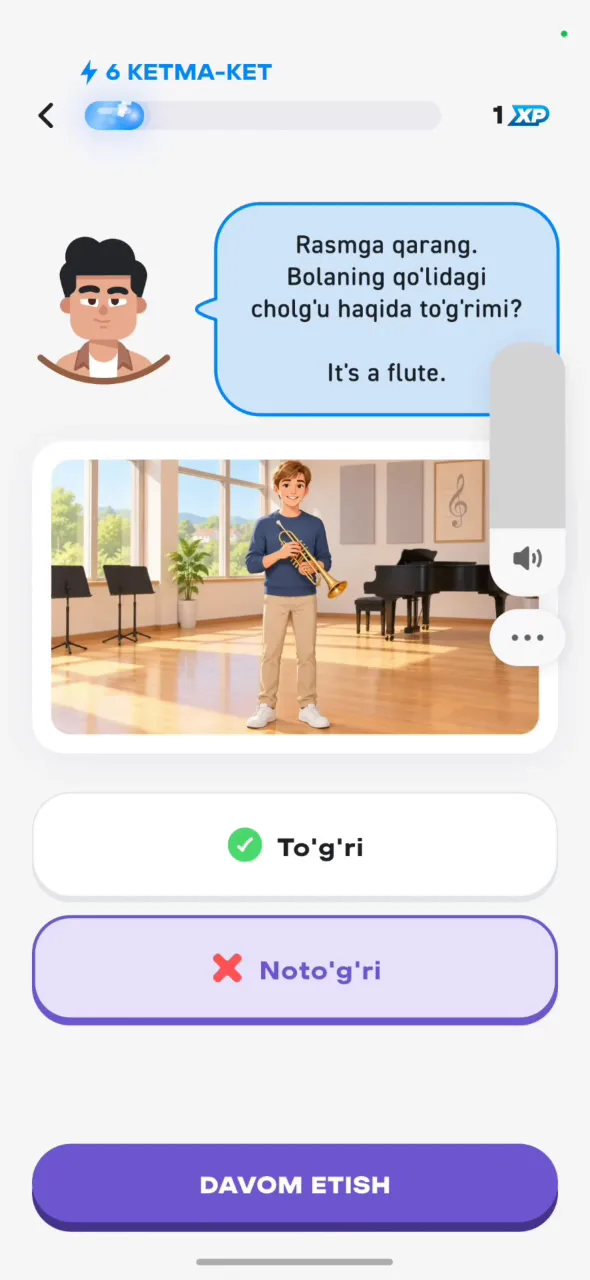 6 KETMA-KET
1 XP
Rasmga qarang.
Bolaning qo'lidagi
cholg'u haqida to'g'rimi?
It's a flute.
To'g'ri
Noto'g'ri
DAVOM ETISH